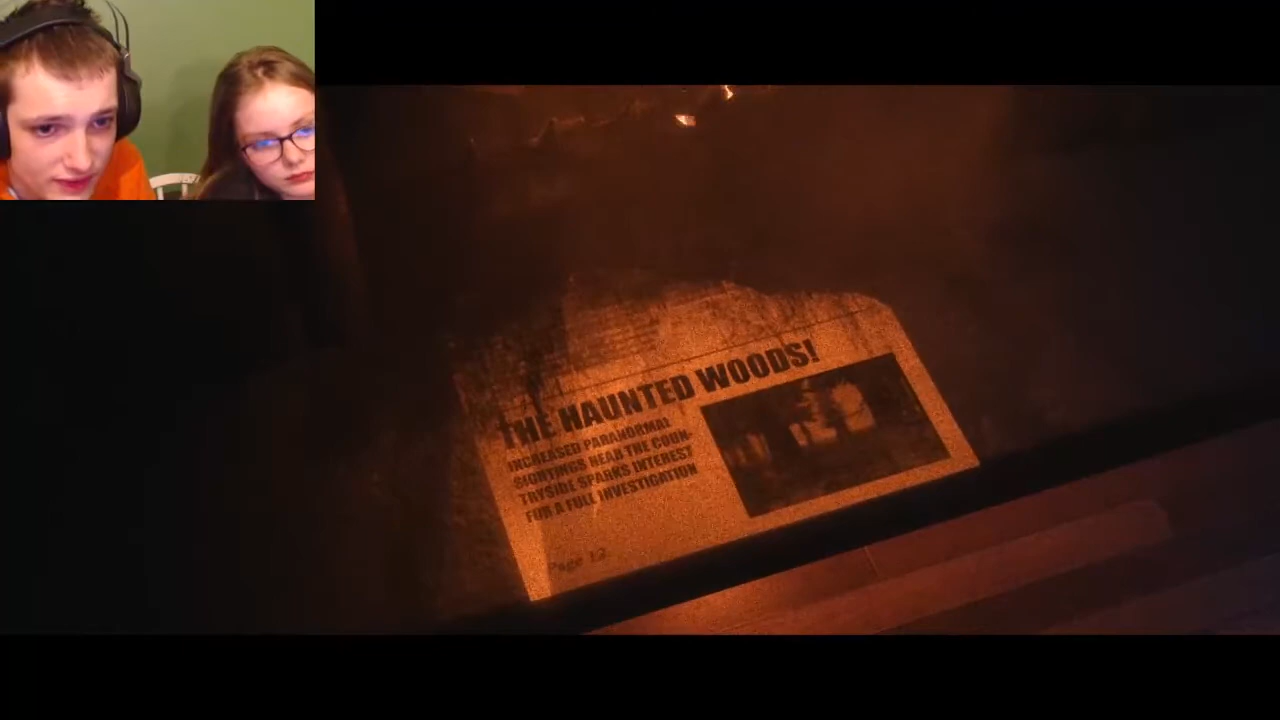 THE HAUNTED WOODS!
INCREASED PARANORMAL
SIGHTINGS NEAR THE COUN-
TRYSIDE SPARKS INTEREST
FOR A FULL INVESTIGATION
Page 12